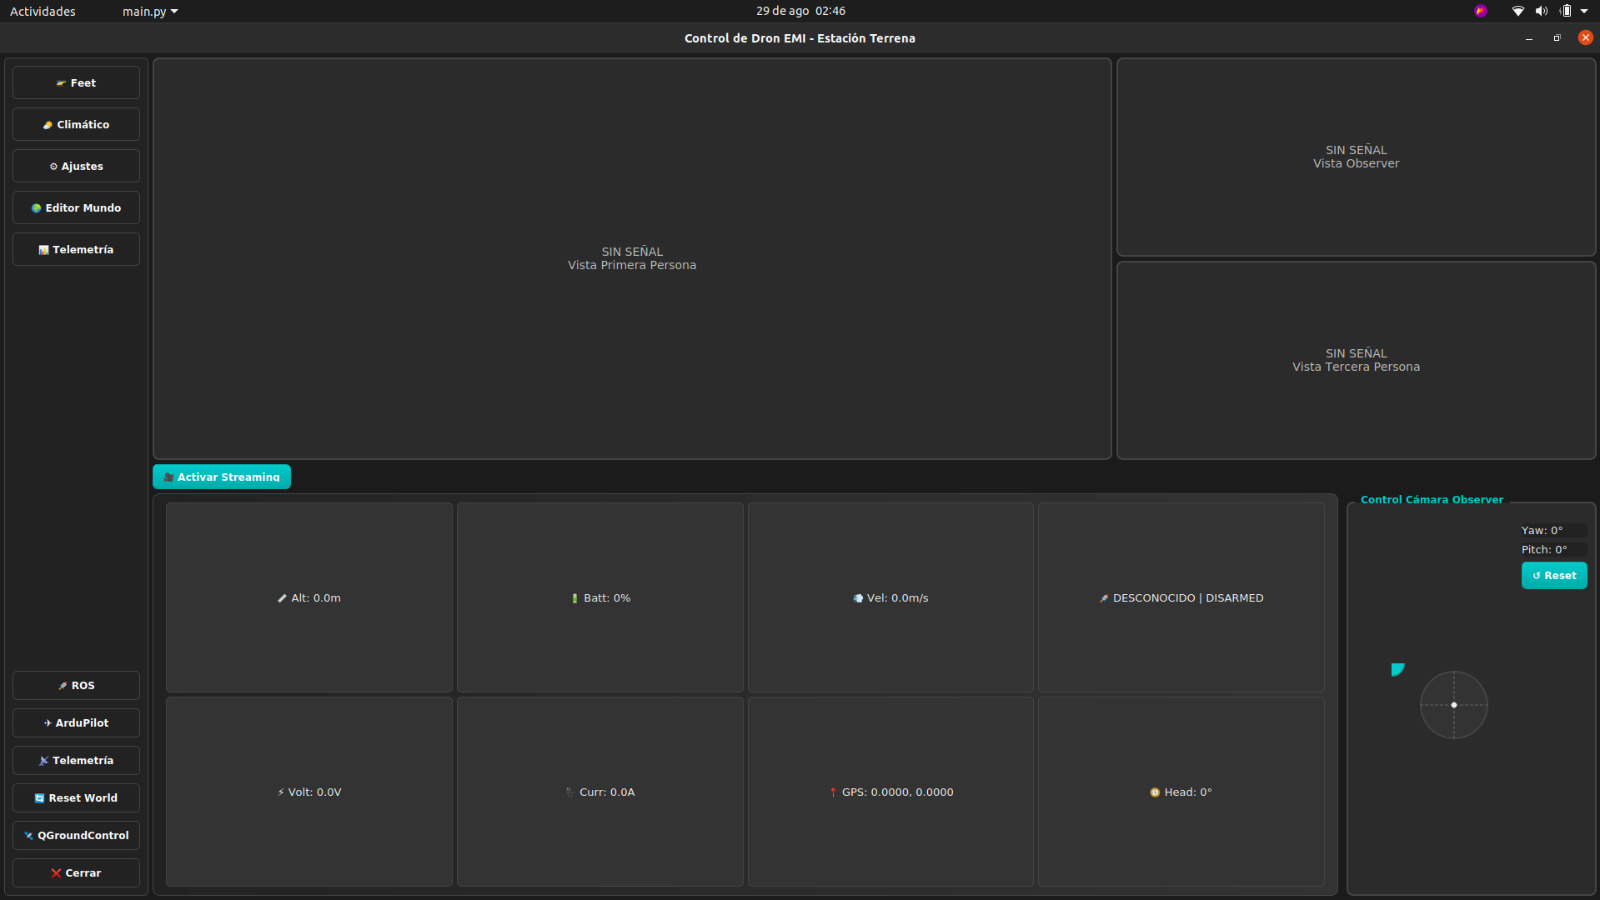 Actividades
main.py
29 de ago 02:46
Control de Dron EMI - Estación Terrena
Feet
Climático
Ajustes
Editor Mundo
Telemetría
ROS
ArduPilot
Telemetría
Reset World
QGroundControl
Cerrar
SIN SEÑAL
Vista Primera Persona
SIN SEÑAL
Vista Observer
SIN SEÑAL
Vista Tercera Persona
Activar Streaming
Alt: 0.0m
Batt: 0%
Vel: 0.0m/s
DESCONOCIDO | DISARMED
Volt: 0.0V
Curr: 0.0A
GPS: 0.0000, 0.0000
Head: 0°
Control Cámara Observer
Yaw: 0°
Pitch: 0°
↺ Reset